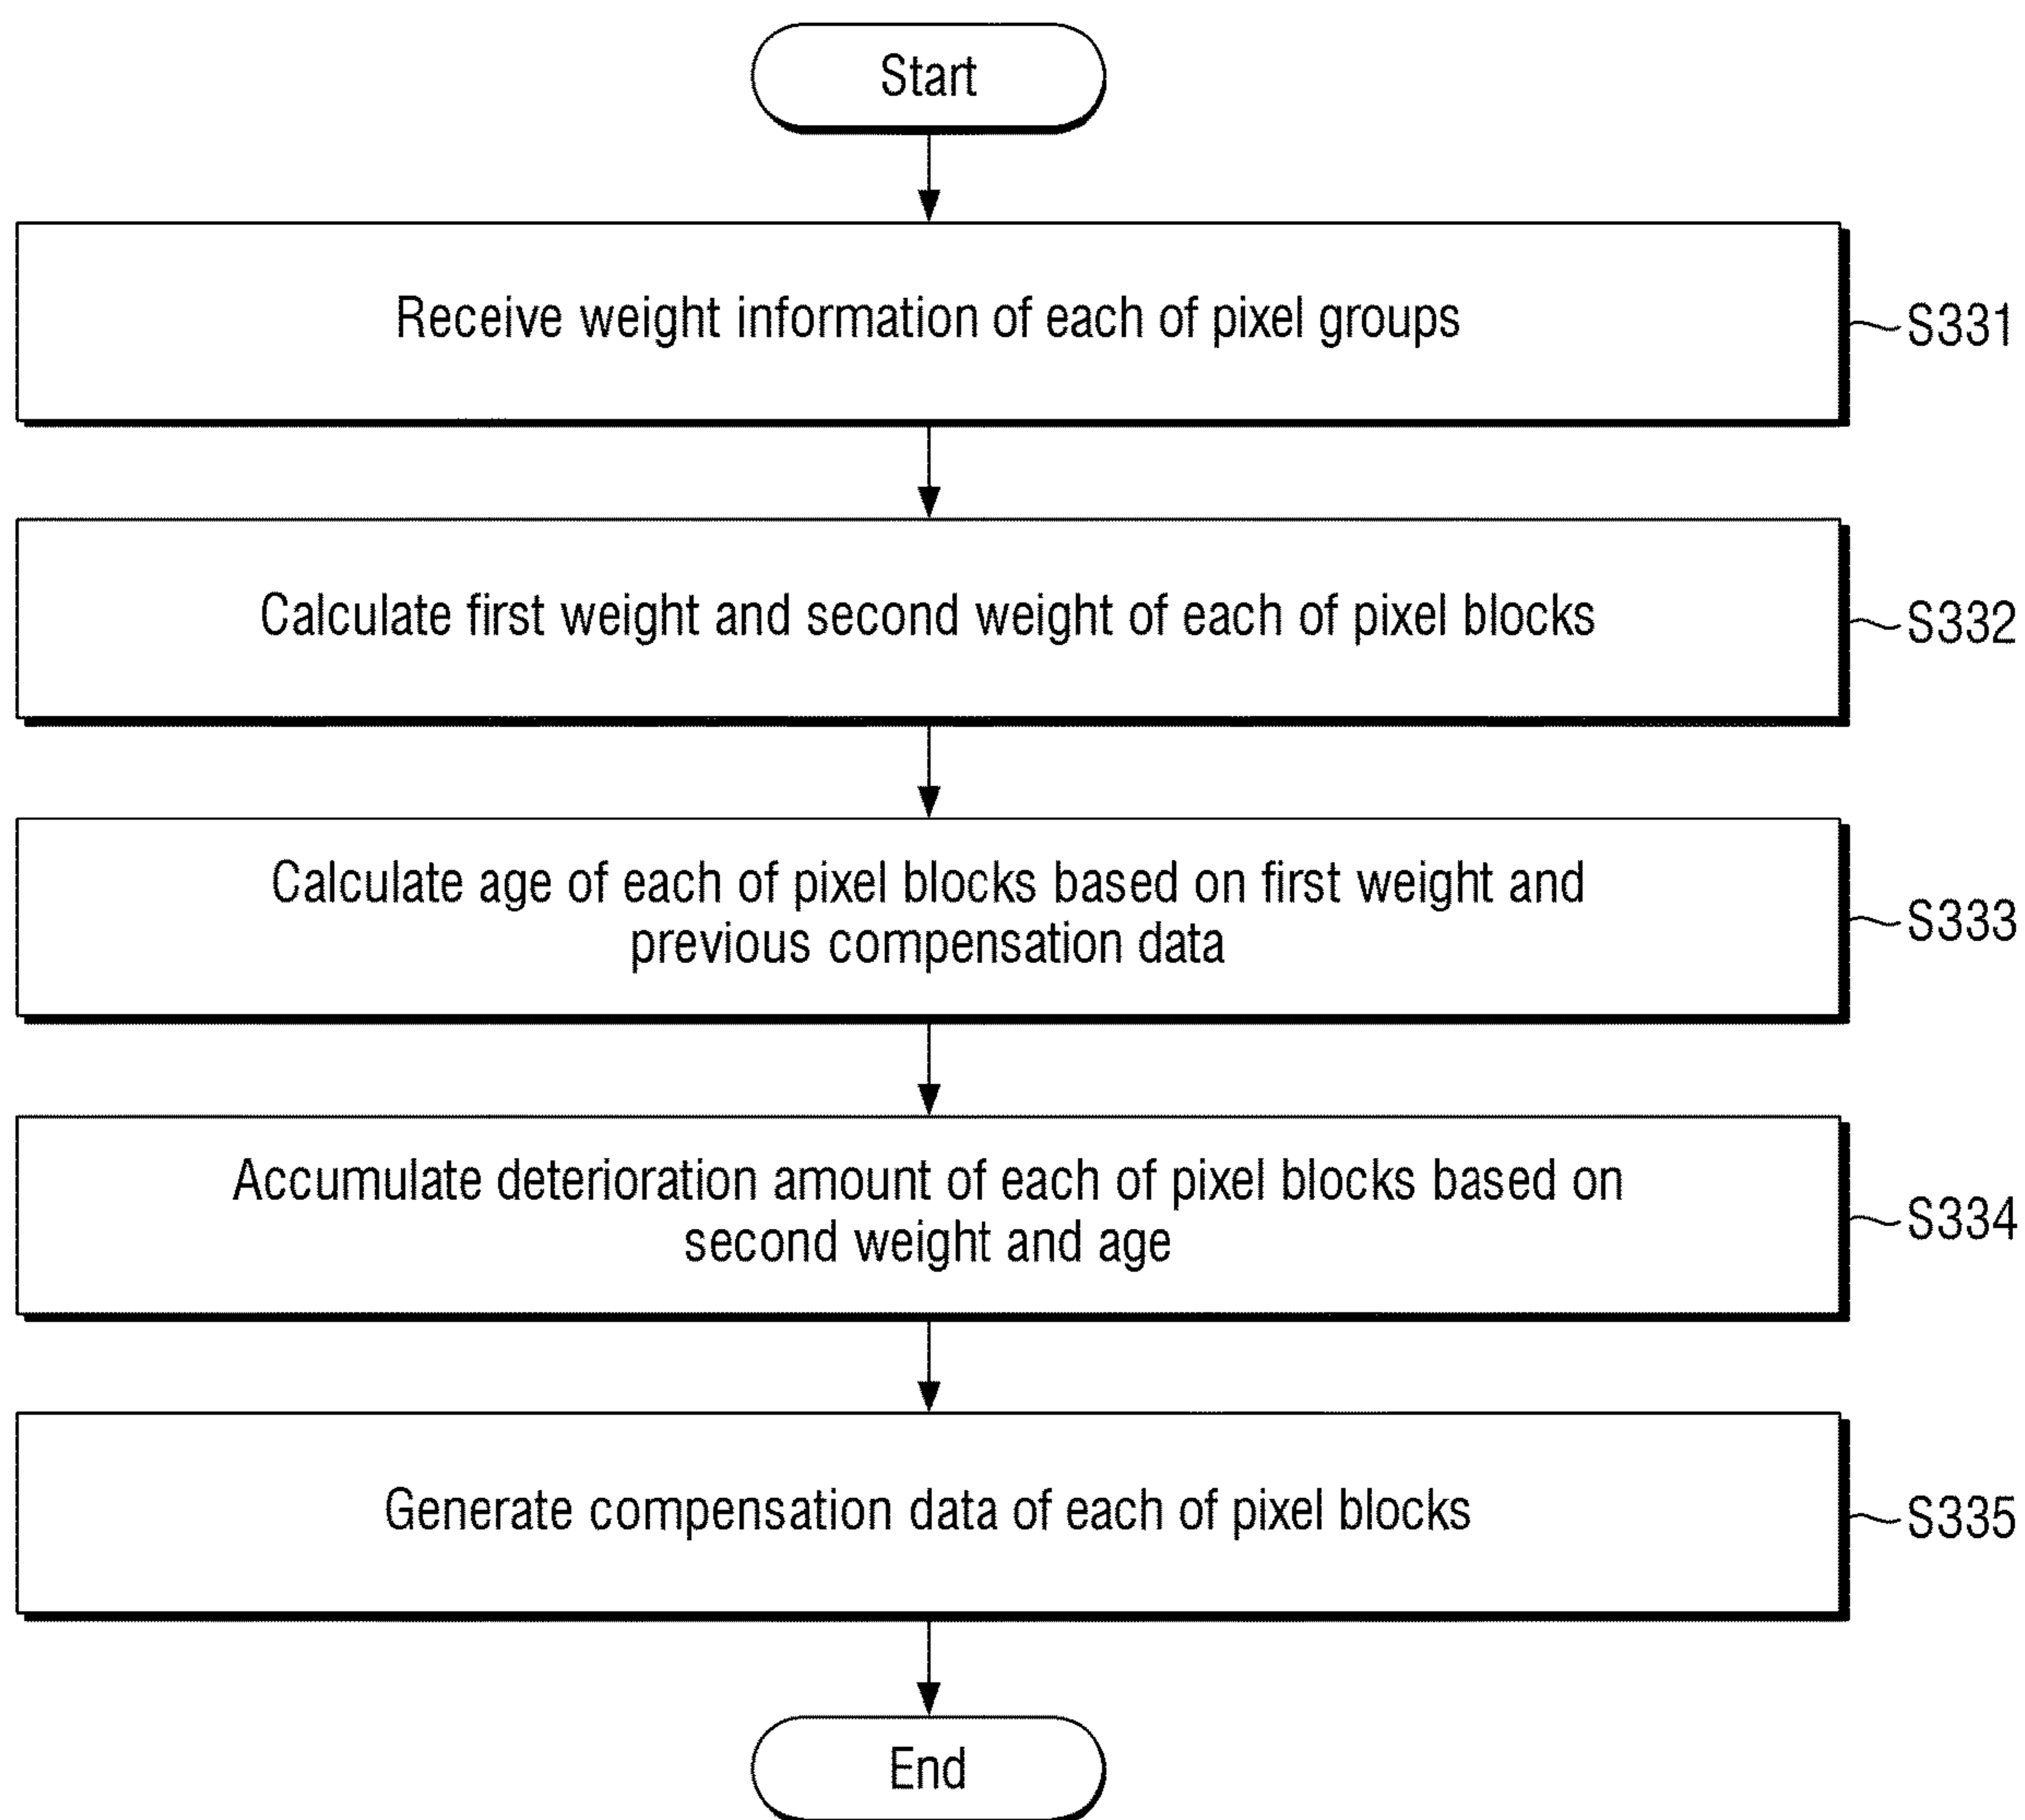 Start
Receive weight information of each of pixel groups
S331
Calculate first weight and second weight of each of pixel blocks
S332
Calculate age of each of pixel blocks based on first weight and
previous compensation data
S333
Accumulate deterioration amount of each of pixel blocks based on
second weight and age
S334
Generate compensation data of each of pixel blocks
S335
End